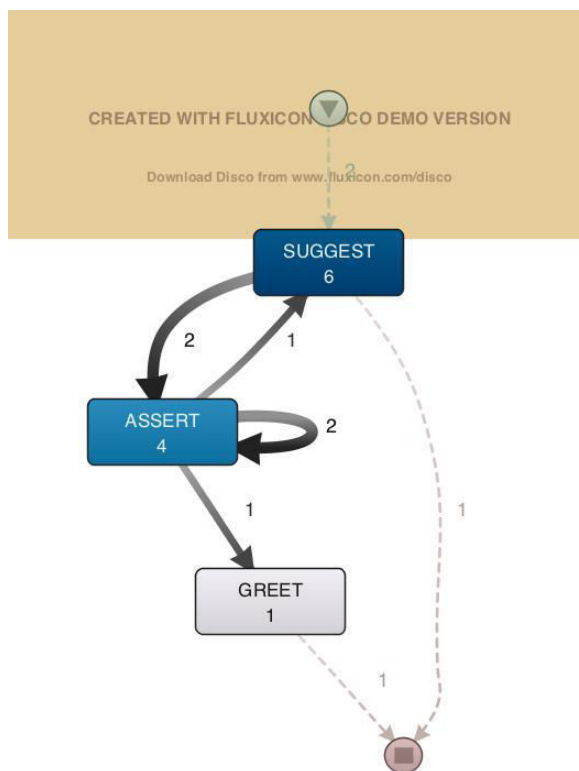 CREATED WITH FLUXICON DISCO DEMO VERSION
Download Disco from www.fluxicon.com/disco
2
SUGGEST
6
2
1
ASSERT
4
2
1
1
GREET
1
1